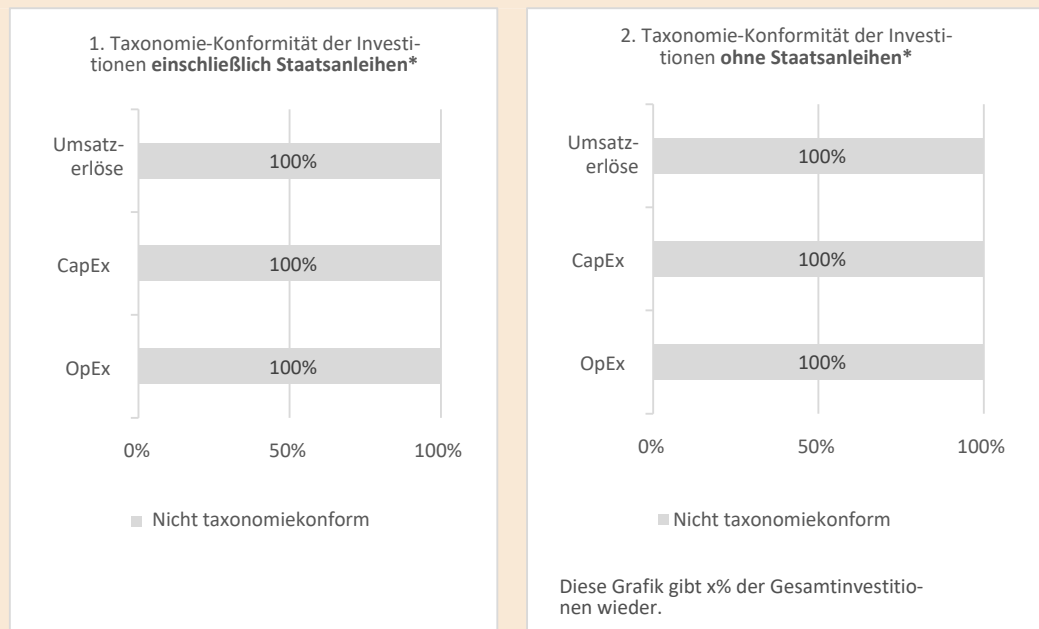 1. Taxonomie-Konformität der Investi-
tionen einschließlich Staatsanleihen*
Umsatz-
erlöse
100%
CapEx
100%
OpEx
100%
0%
50%
100%
Nicht taxonomiekonform
2. Taxonomie-Konformität der Investi-
tionen ohne Staatsanleihen*
Umsatz-
erlöse
100%
CapEx
100%
OpEx
100%
0%
50%
100%
Nicht taxonomiekonform
Diese Grafik gibt x% der Gesamtinvestitio-
nen wieder.